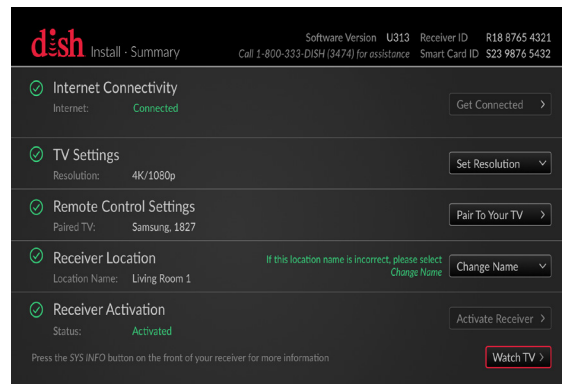 dish Install · Summary
Software Version U313 Receiver ID R18 8765 4321
Call 1-800-333-DISH (3474) for assistance Smart Card ID S23 9876 5432
Internet Connectivity
Internet: Connected
Get Connected >
TV Settings
Resolution: 4K/1080p
Set Resolution
Remote Control Settings
Paired TV: Samsung, 1827
Pair To Your TV >
Receiver Location
Location Name: Living Room 1
If this location name is incorrect, please select
Change Name
Change Name
Receiver Activation
Status: Activated
Activate Receiver >
Press the SYS INFO button on the front of your receiver for more information
Watch TV >